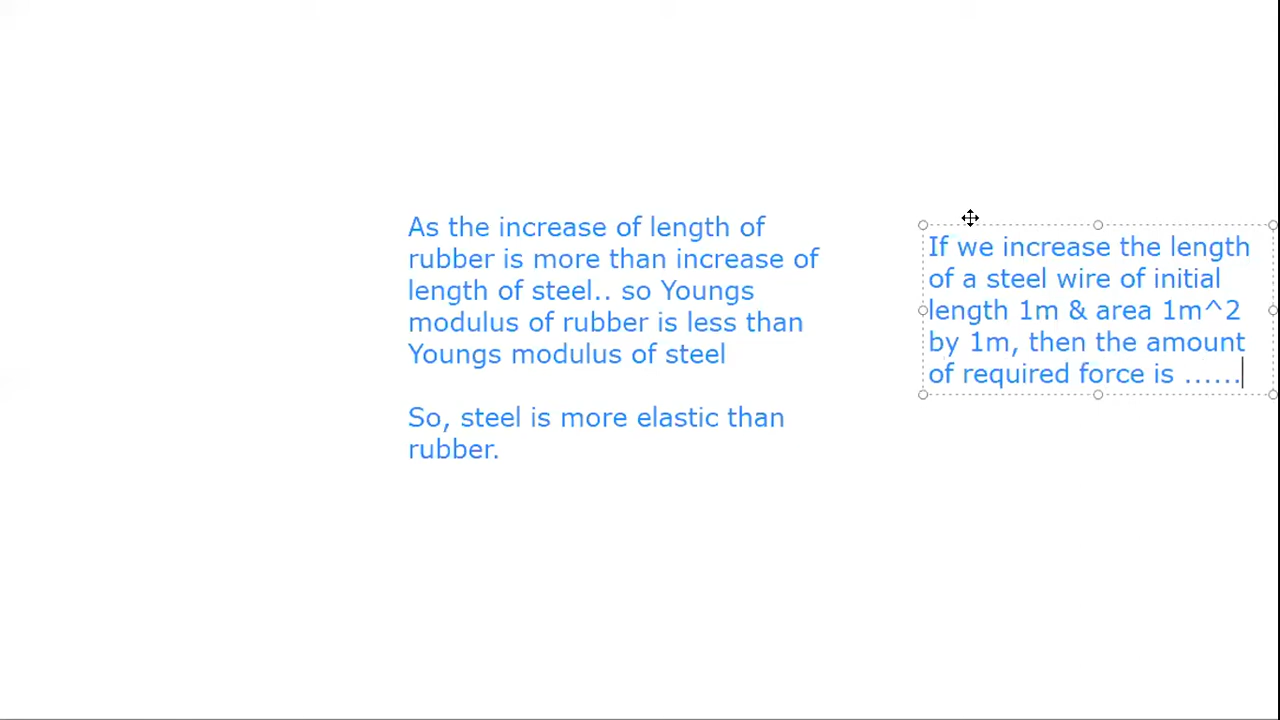 As the increase of length of
rubber is more than increase of
length of steel.. so Youngs
modulus of rubber is less than
Youngs modulus of steel
So, steel is more elastic than
rubber.
If we increase the length
of a steel wire of initial
length 1m & area 1m^2
by 1m, then the amount
of required force is ......